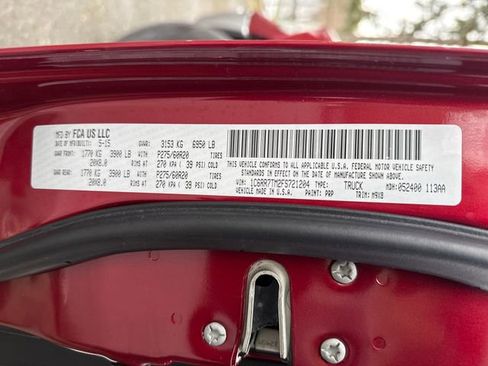 MFD BY FCA US LLC
DATE OF MFR/BUILT: 5-15 GVWR: 3153 KG 6950 LB
GAWR FRONT: 1770 KG 3900 LB WITH P275/60R20 TIRES
20X8.0 RIMS AT 270 KPA ( 39 PSI) COLD
GAWR REAR: 1770 KG 3900 LB WITH P275/60R20 TIRES
20X8.0 RIMS AT 270 KPA ( 39 PSI) COLD
THIS VEHICLE CONFORMS TO ALL APPLICABLE U.S.A. FEDERAL MOTOR VEHICLE SAFETY
STANDARDS IN EFFECT ON THE DATE OF MANUFACTURE SHOWN ABOVE.
VIN: 1C6RR7TM2FS721204 TYPE: TRUCK MDH: 052400 113AA
VEHICLE MADE IN U.S.A. PAINT: PRP TRIM: M9X8